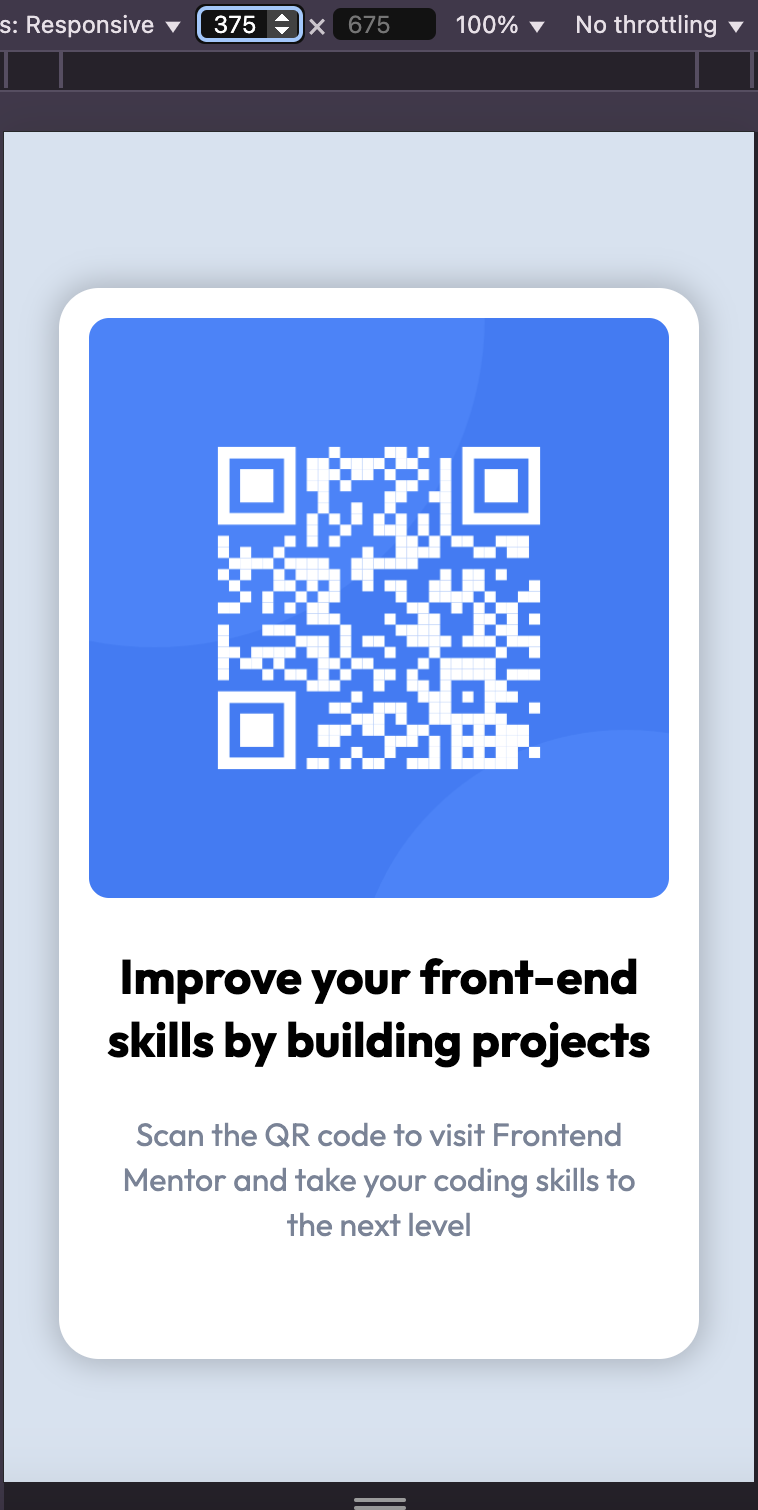 s: Responsive ▼ 375 × 675 100% ▼ No throttling ▼
Improve your front-end
skills by building projects
Scan the QR code to visit Frontend
Mentor and take your coding skills to
the next level